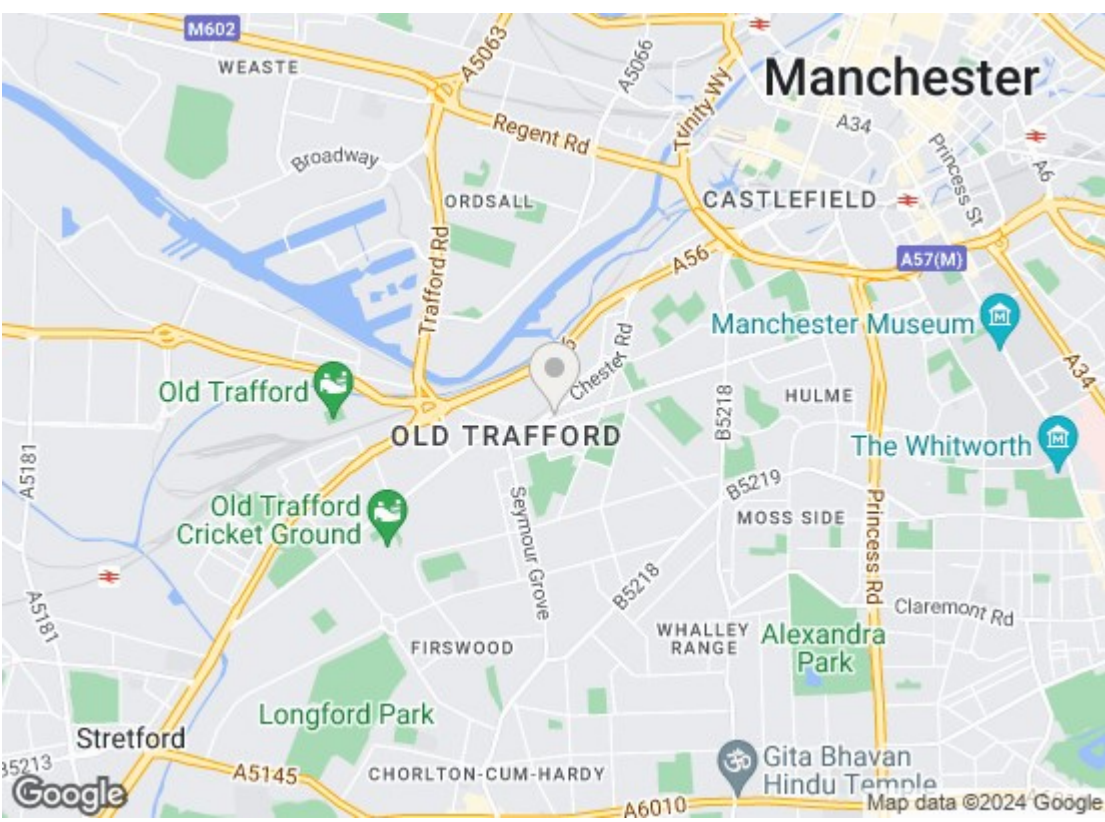 M602
WEASTE
A5063
A5066
Trinity Wy
Manchester
A34
Princess St
A6
Regent Rd
Broadway
ORDSALL
CASTLEFIELD
Trafford Rd
A56
A57(M)
Manchester Museum
Chester Rd
A34
Old Trafford
HULME
OLD TRAFFORD
B5218
The Whitworth
A5181
Old Trafford
Cricket Ground
Seymour Grove
B5219
MOSS SIDE
Princess Rd
B5218
A5181
Claremont Rd
FIRSWOOD
WHALLEY
RANGE
Alexandra
Park
Longford Park
Stretford
B5213
A5145
CHORLTON-CUM-HARDY
Gita Bhavan
Hindu Temple
A6010
Google
Map data ©2024 Google